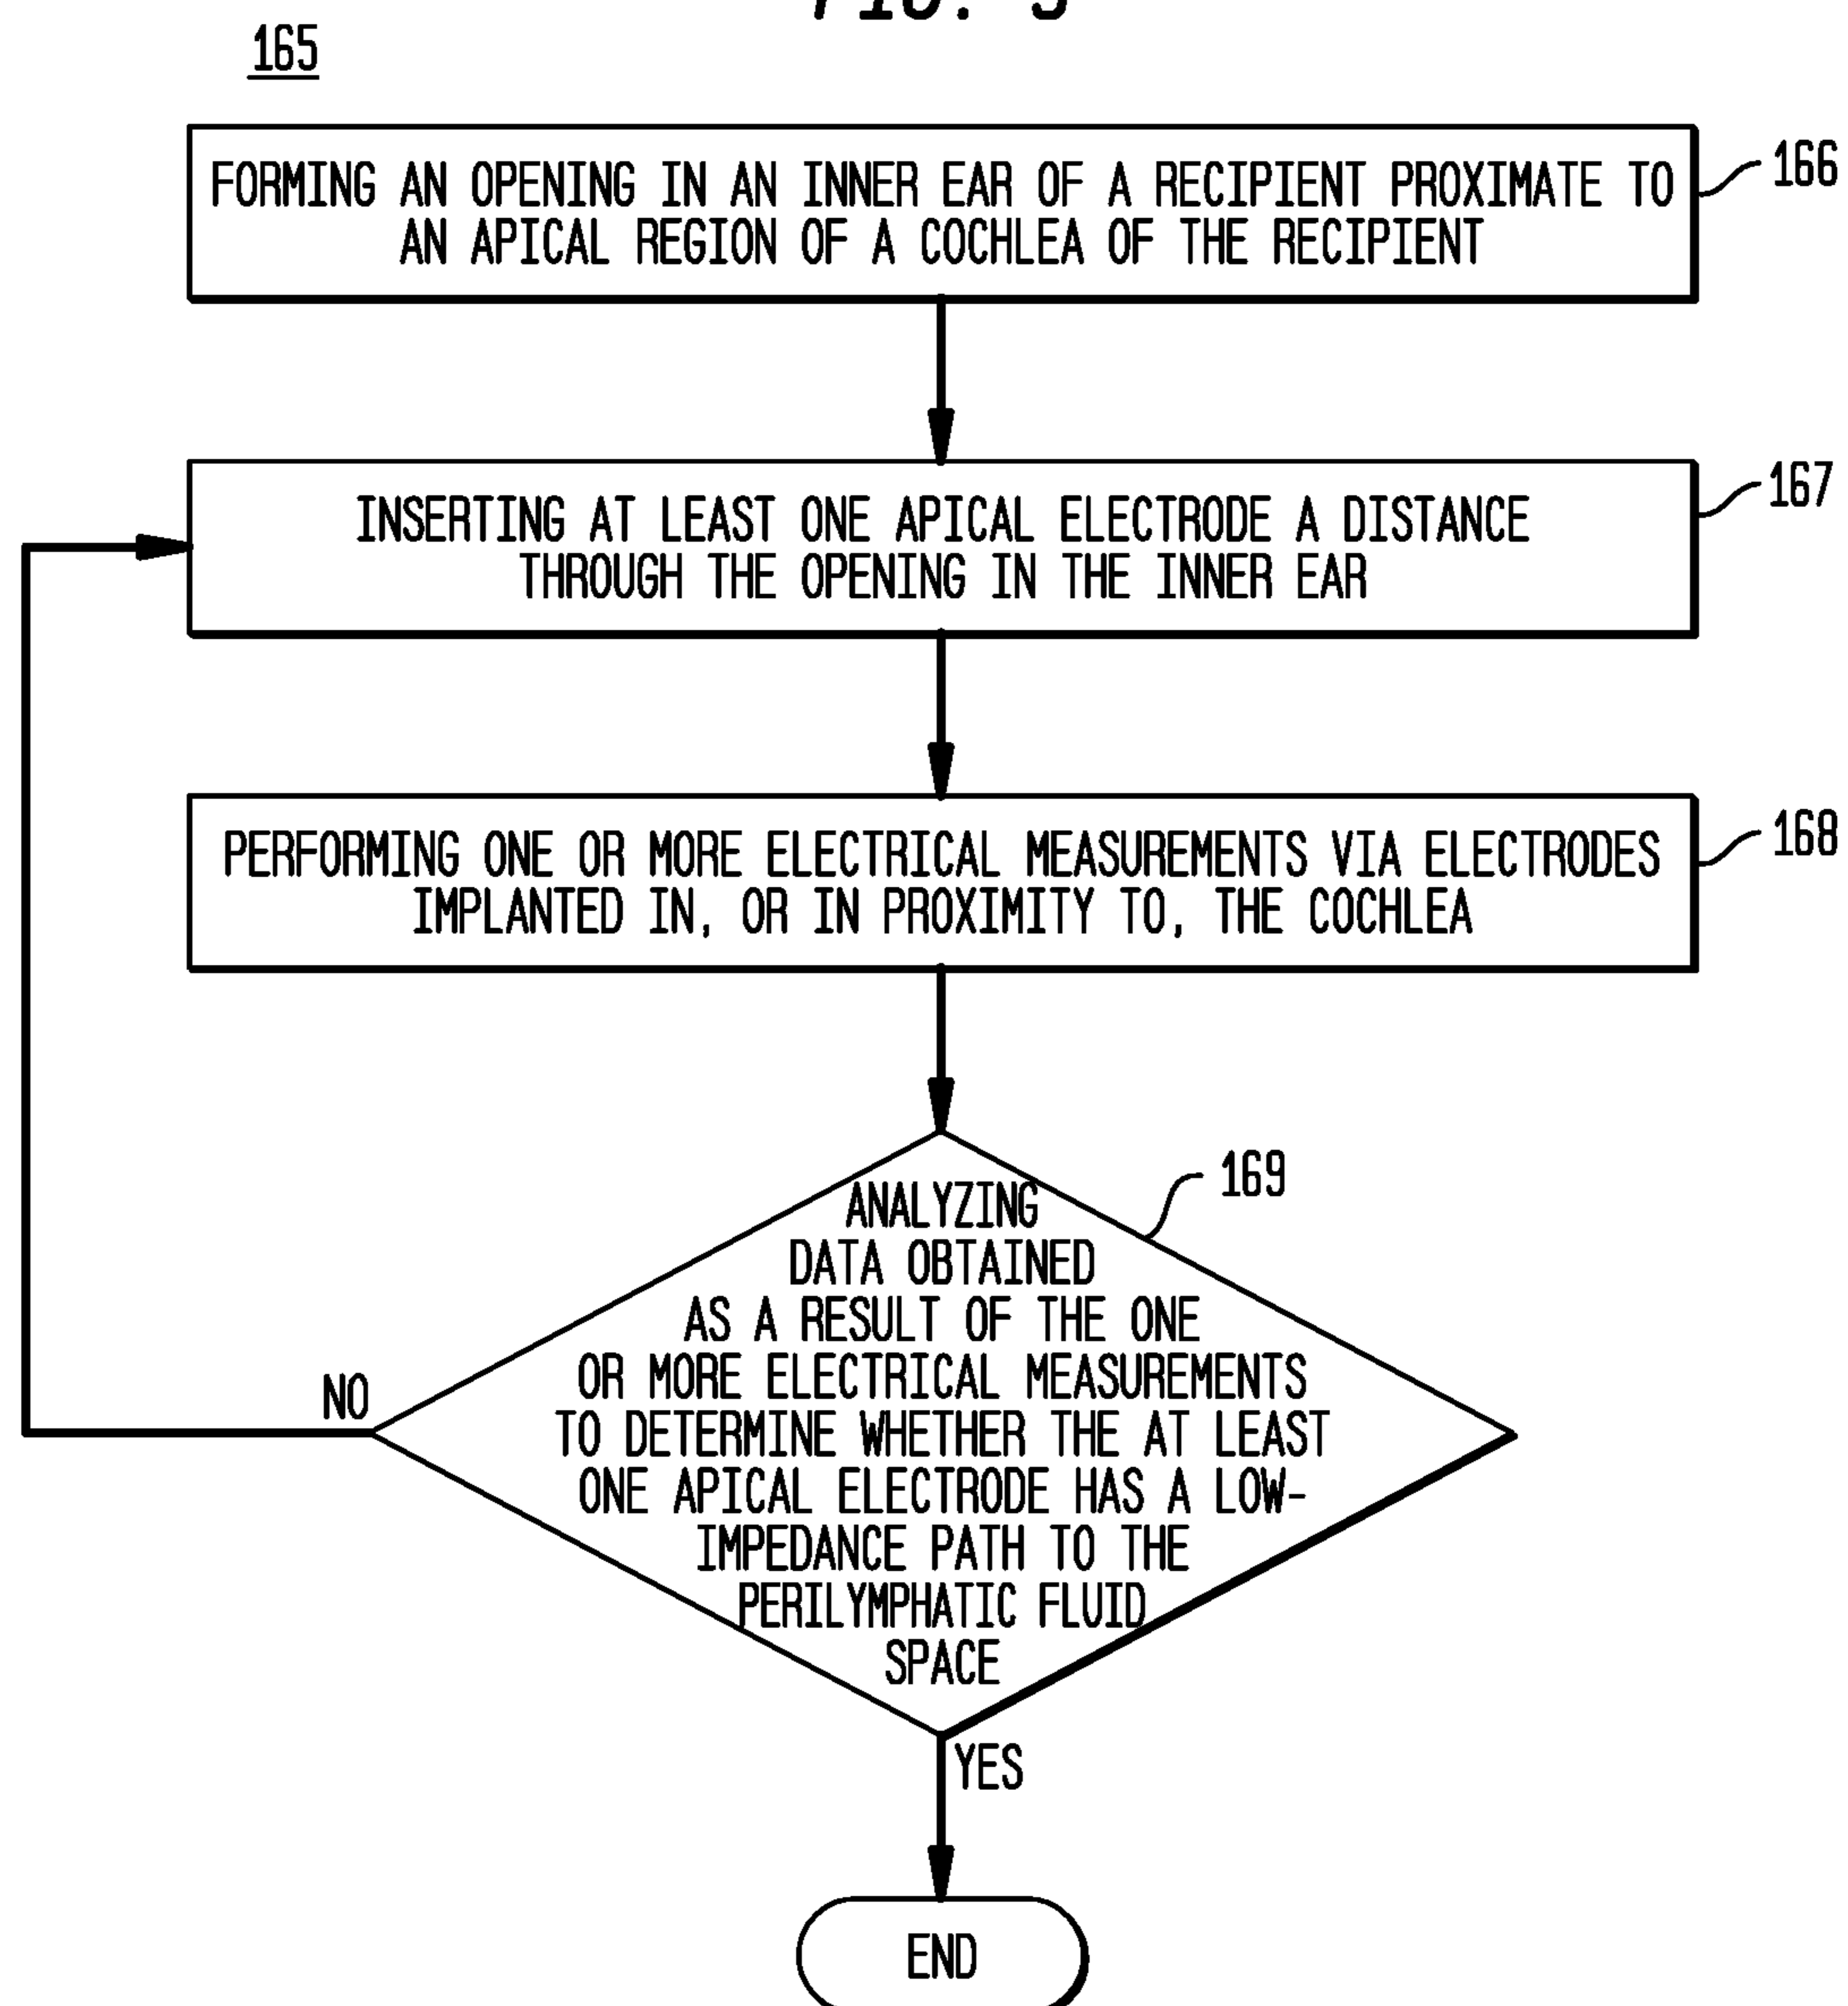 165
FORMING AN OPENING IN AN INNER EAR OF A RECIPIENT PROXIMATE TO
AN APICAL REGION OF A COCHLEA OF THE RECIPIENT
166
INSERTING AT LEAST ONE APICAL ELECTRODE A DISTANCE
THROUGH THE OPENING IN THE INNER EAR
167
PERFORMING ONE OR MORE ELECTRICAL MEASUREMENTS VIA ELECTRODES
IMPLANTED IN, OR IN PROXIMITY TO, THE COCHLEA
168
169
ANALYZING
DATA OBTAINED
AS A RESULT OF THE ONE
OR MORE ELECTRICAL MEASUREMENTS
TO DETERMINE WHETHER THE AT LEAST
ONE APICAL ELECTRODE HAS A LOW-
IMPEDANCE PATH TO THE
PERILYMPHATIC FLUID
SPACE
NO
YES
END